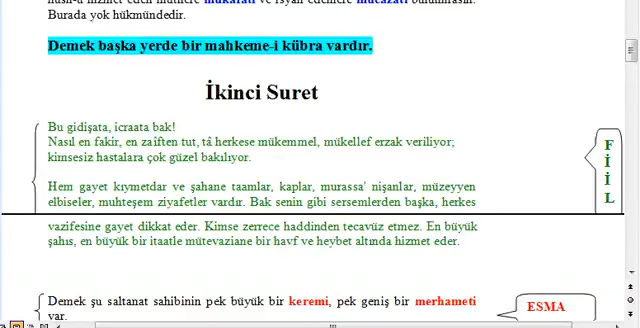 hüsn-ü hizmet eden mutîlere mükâfatı ve isyan edenlere mücazatı bulunmasın.
Burada yok hükmündedir.
Demek başka yerde bir mahkeme-i kübra vardır.
İkinci Suret
Bu gidişata, icraata bak!
Nasıl en fakir, en zaîften tut, tâ herkese mükemmel, mükellef erzak veriliyor;
kimsesiz hastalara çok güzel bakılıyor.
Hem gayet kıymetdar ve şahane taamlar, kaplar, murassa' nişanlar, müzeyyen
elbiseler, muhteşem ziyafetler vardır. Bak senin gibi sersemlerden başka, herkes
vazifesine gayet dikkat eder. Kimse zerrece haddinden tecavüz etmez. En büyük
şahıs, en büyük bir itaatle mütevaziane bir havf ve heybet altında hizmet eder.
FİİL
Demek şu saltanat sahibinin pek büyük bir keremi, pek geniş bir merhameti
var.
ESMA